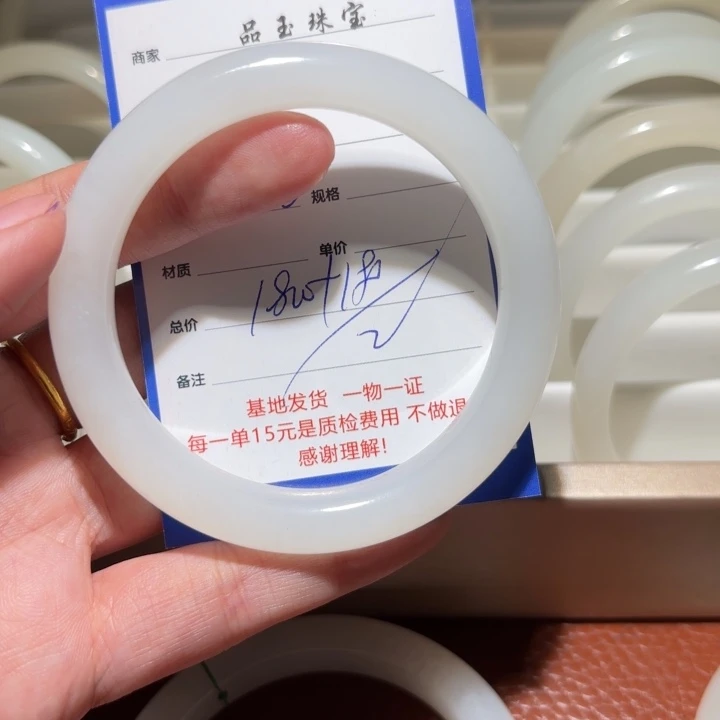 商家 品玉珠宝
规格
材质 单价
总价 1800+180
备注
基地发货 一物一证
每一单15元是质检费用 不做退
感谢理解!